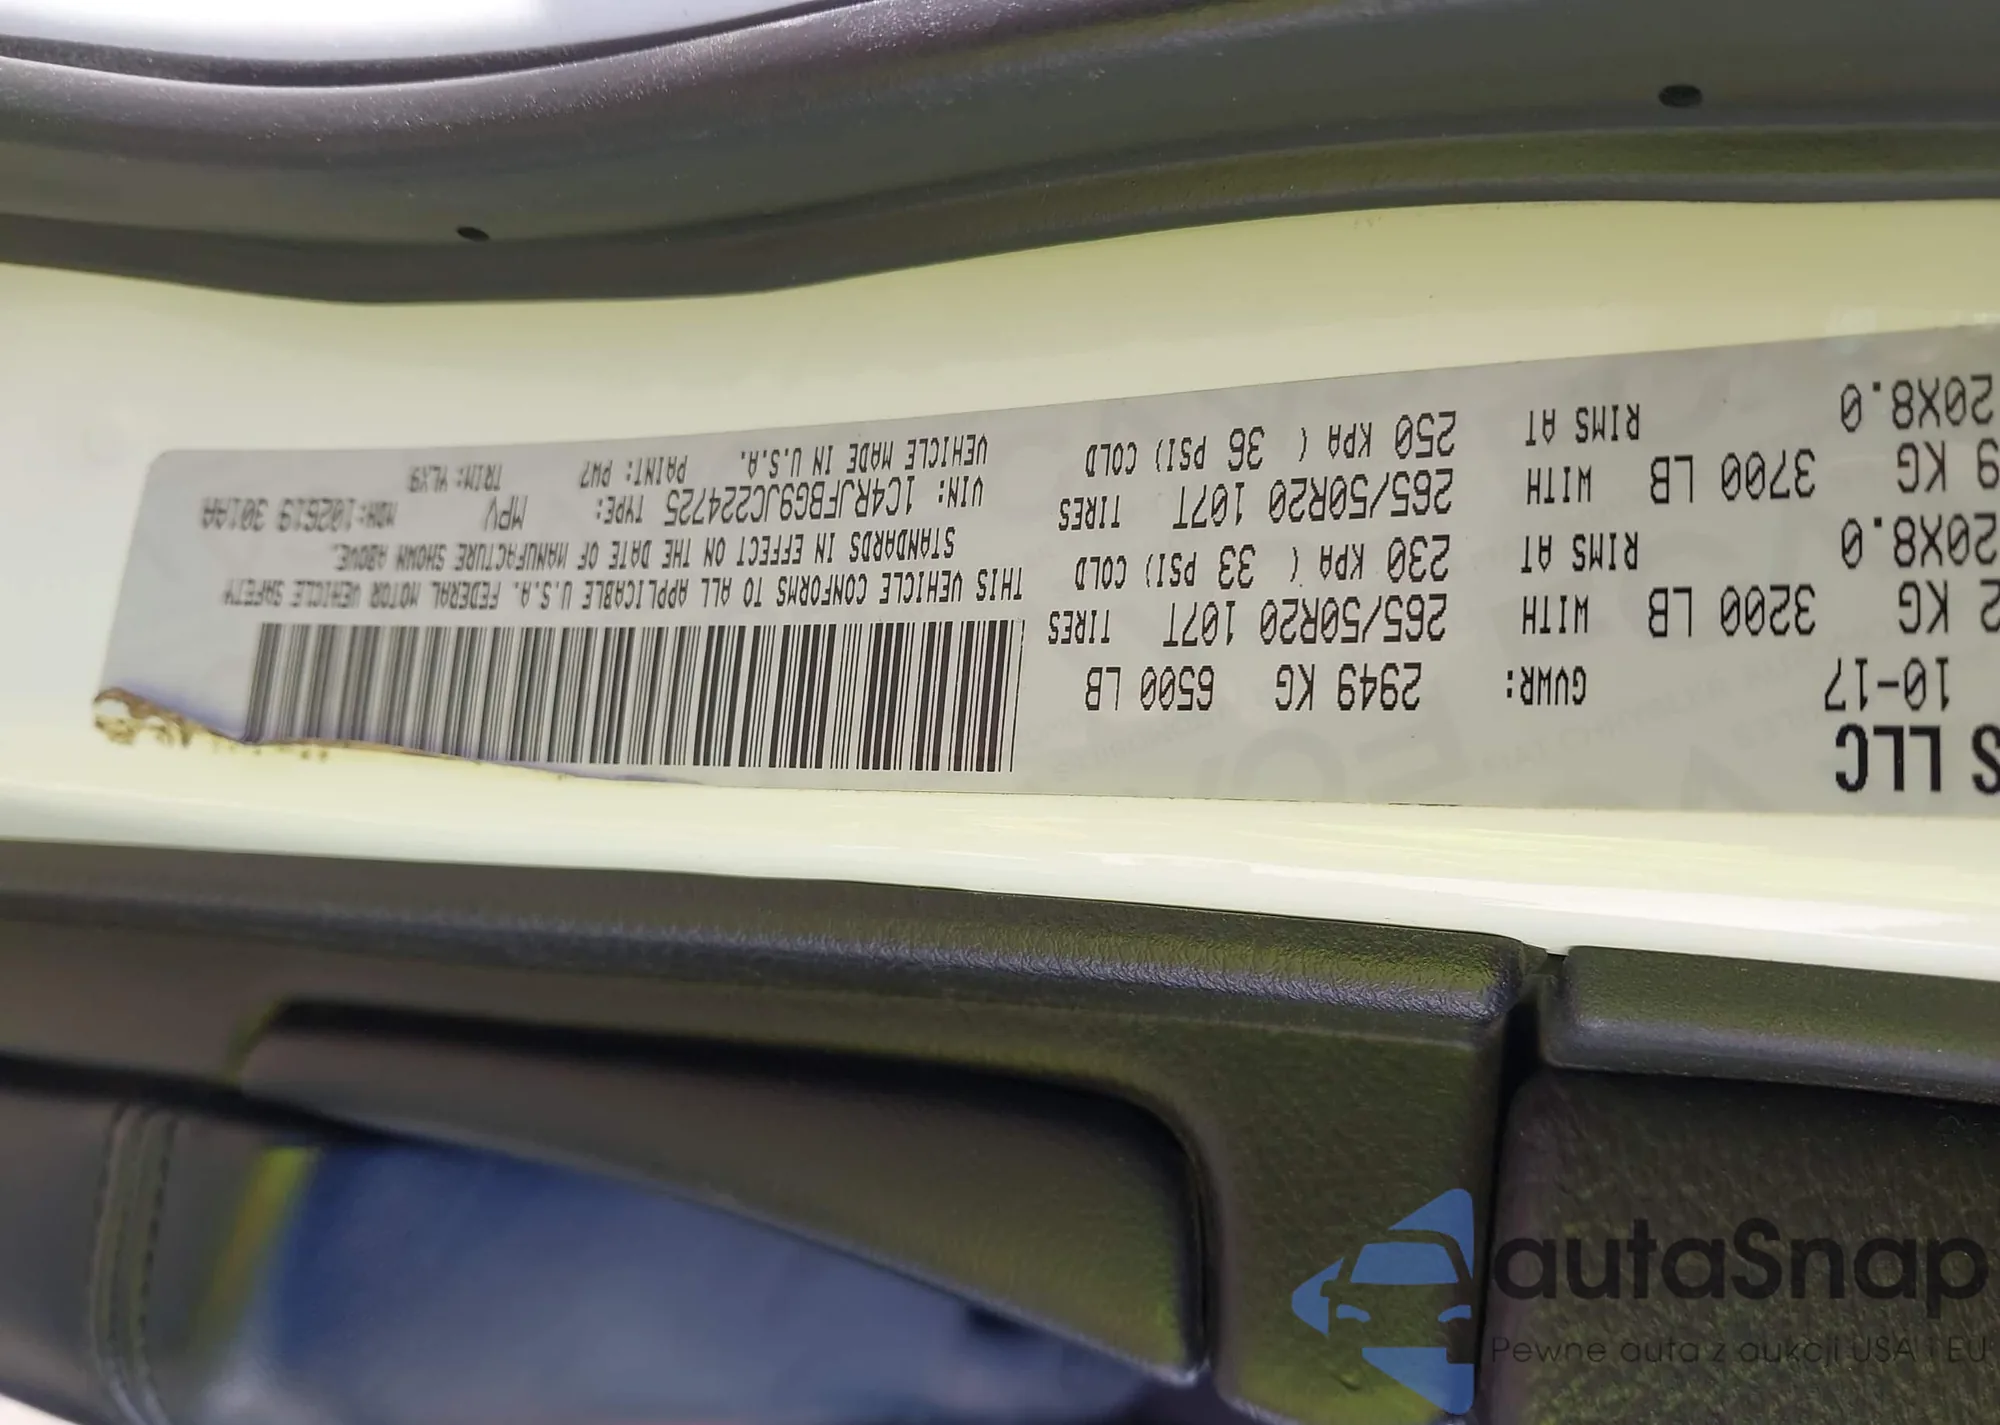 S LLC
10-17
GVWR: 2949 KG 6500 LB
2 KG 3200 LB WITH TIRES 265/50R20 107T
20X8.0 RIMS AT 230 KPA ( 33 PSI) COLD
9 KG 3700 LB WITH TIRES 265/50R20 107T
20X8.0 RIMS AT 250 KPA ( 36 PSI) COLD
THIS VEHICLE CONFORMS TO ALL APPLICABLE U.S.A. FEDERAL MOTOR VEHICLE SAFETY
STANDARDS IN EFFECT ON THE DATE OF MANUFACTURE SHOWN ABOVE.
VIN: 1C4RJFBG9JC224725 TYPE: MPV MDH:102619 301AA
VEHICLE MADE IN U.S.A. PAINT: PW7 TRIM:
autaSnap
Pewne auta z aukcji USA i EU